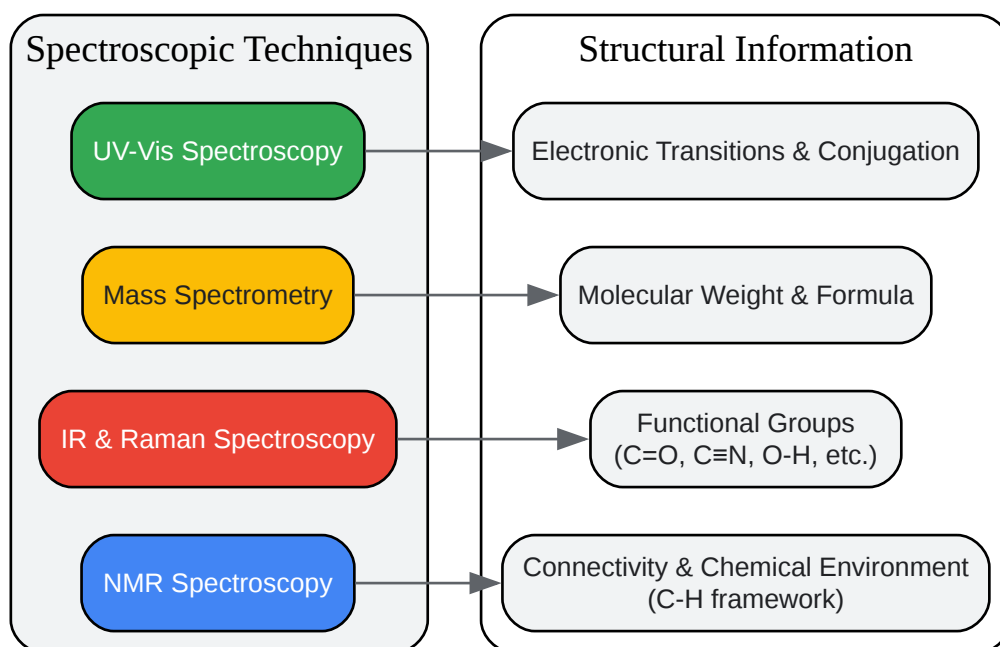 Spectroscopic Techniques
Structural Information
UV-Vis Spectroscopy
Electronic Transitions & Conjugation
Mass Spectrometry
Molecular Weight & Formula
IR & Raman Spectroscopy
Functional Groups
(C=O, C≡N, O-H, etc.)
NMR Spectroscopy
Connectivity & Chemical Environment
(C-H framework)